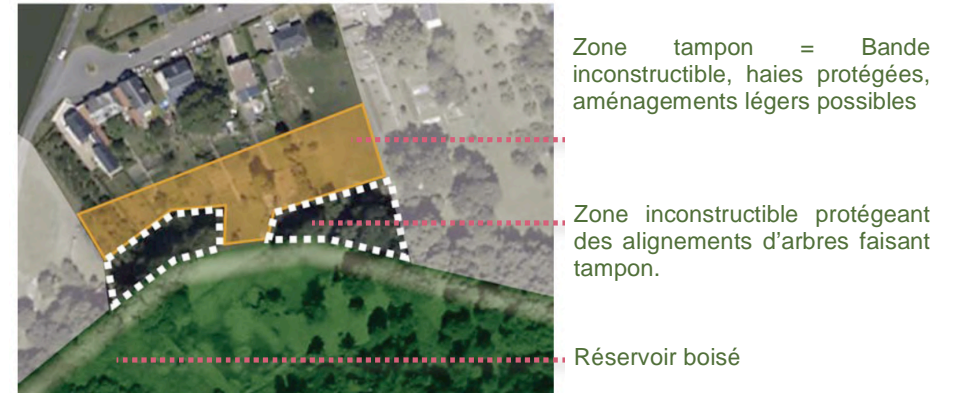 Zone tampon = Bande
inconstructible, haies protégées,
aménagements légers possibles
Zone inconstructible protégeant
des alignements d'arbres faisant
tampon.
Réservoir boisé